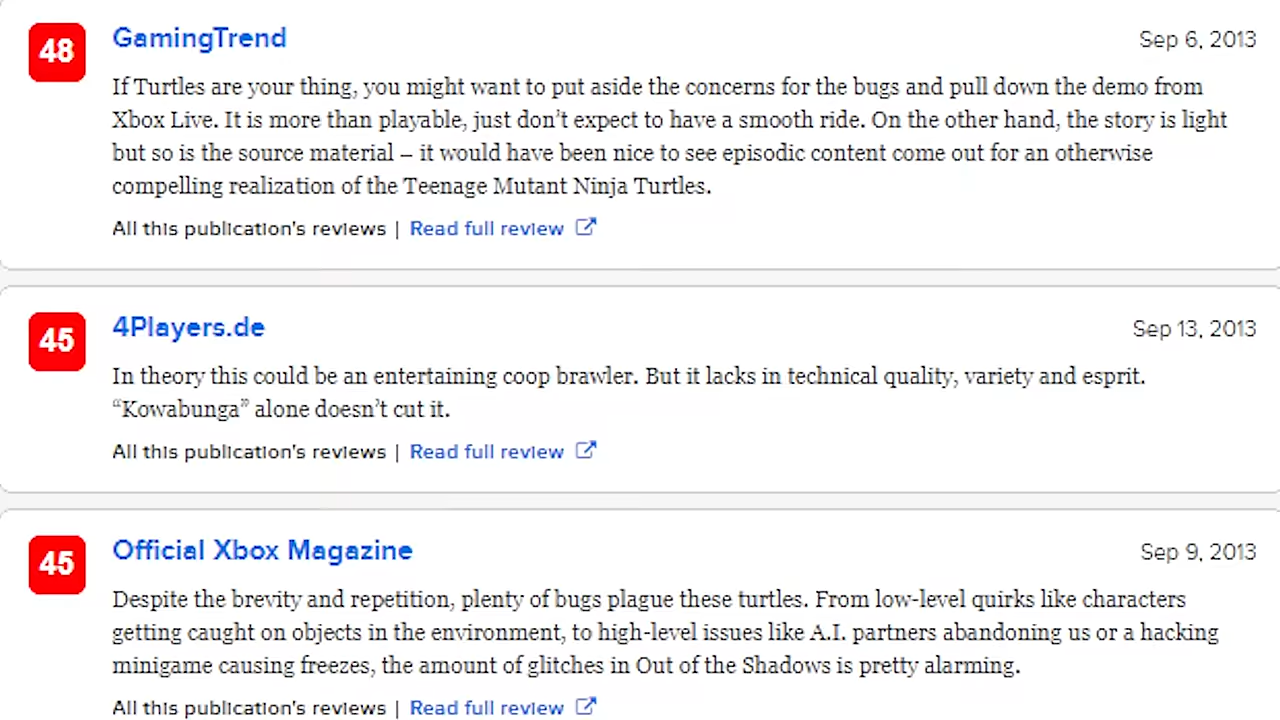 48
GamingTrend
Sep 6, 2013
If Turtles are your thing, you might want to put aside the concerns for the bugs and pull down the demo from
Xbox Live. It is more than playable, just don’t expect to have a smooth ride. On the other hand, the story is light
but so is the source material – it would have been nice to see episodic content come out for an otherwise
compelling realization of the Teenage Mutant Ninja Turtles.
All this publication's reviews | Read full review
45
4Players.de
Sep 13, 2013
In theory this could be an entertaining coop brawler. But it lacks in technical quality, variety and esprit.
“Kowabunga” alone doesn’t cut it.
All this publication's reviews | Read full review
45
Official Xbox Magazine
Sep 9, 2013
Despite the brevity and repetition, plenty of bugs plague these turtles. From low-level quirks like characters
getting caught on objects in the environment, to high-level issues like A.I. partners abandoning us or a hacking
minigame causing freezes, the amount of glitches in Out of the Shadows is pretty alarming.
All this publication's reviews | Read full review